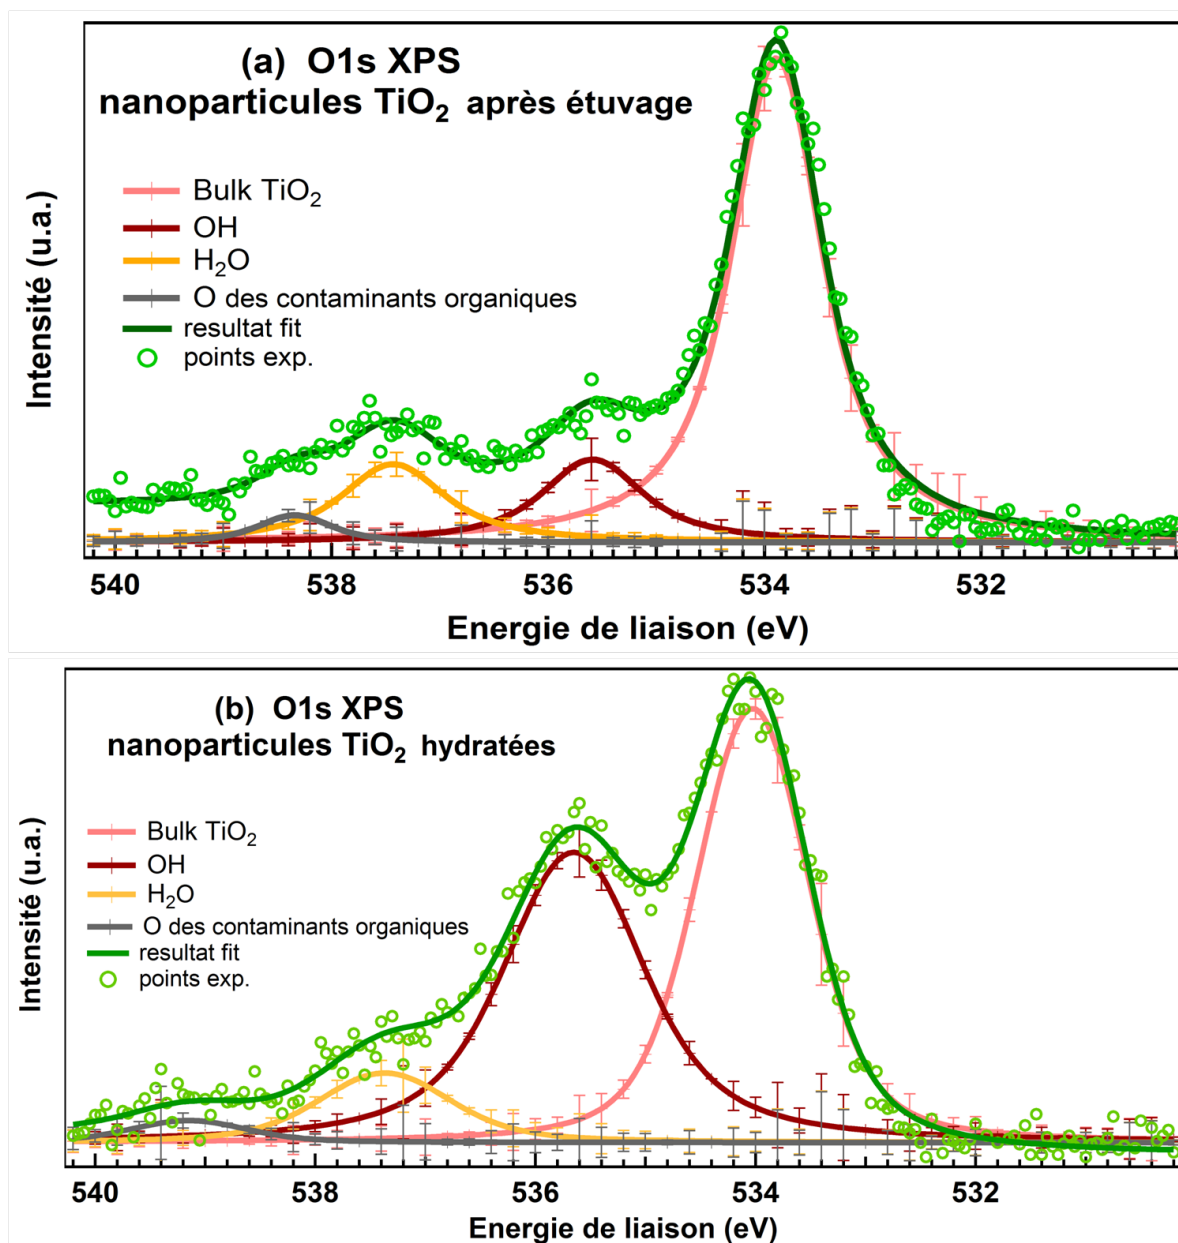 (a) O1s XPS
nanoparticules TiO₂ après étuvage
Bulk TiO₂
OH
H₂O
O des contaminants organiques
resultat fit
points exp.
Intensité (u.a.)
540 538 536 534 532
Energie de liaison (eV)
(b) O1s XPS
nanoparticules TiO₂ hydratées
Bulk TiO₂
OH
H₂O
O des contaminants organiques
resultat fit
points exp.
Intensité (u.a.)
540 538 536 534 532
Energie de liaison (eV)